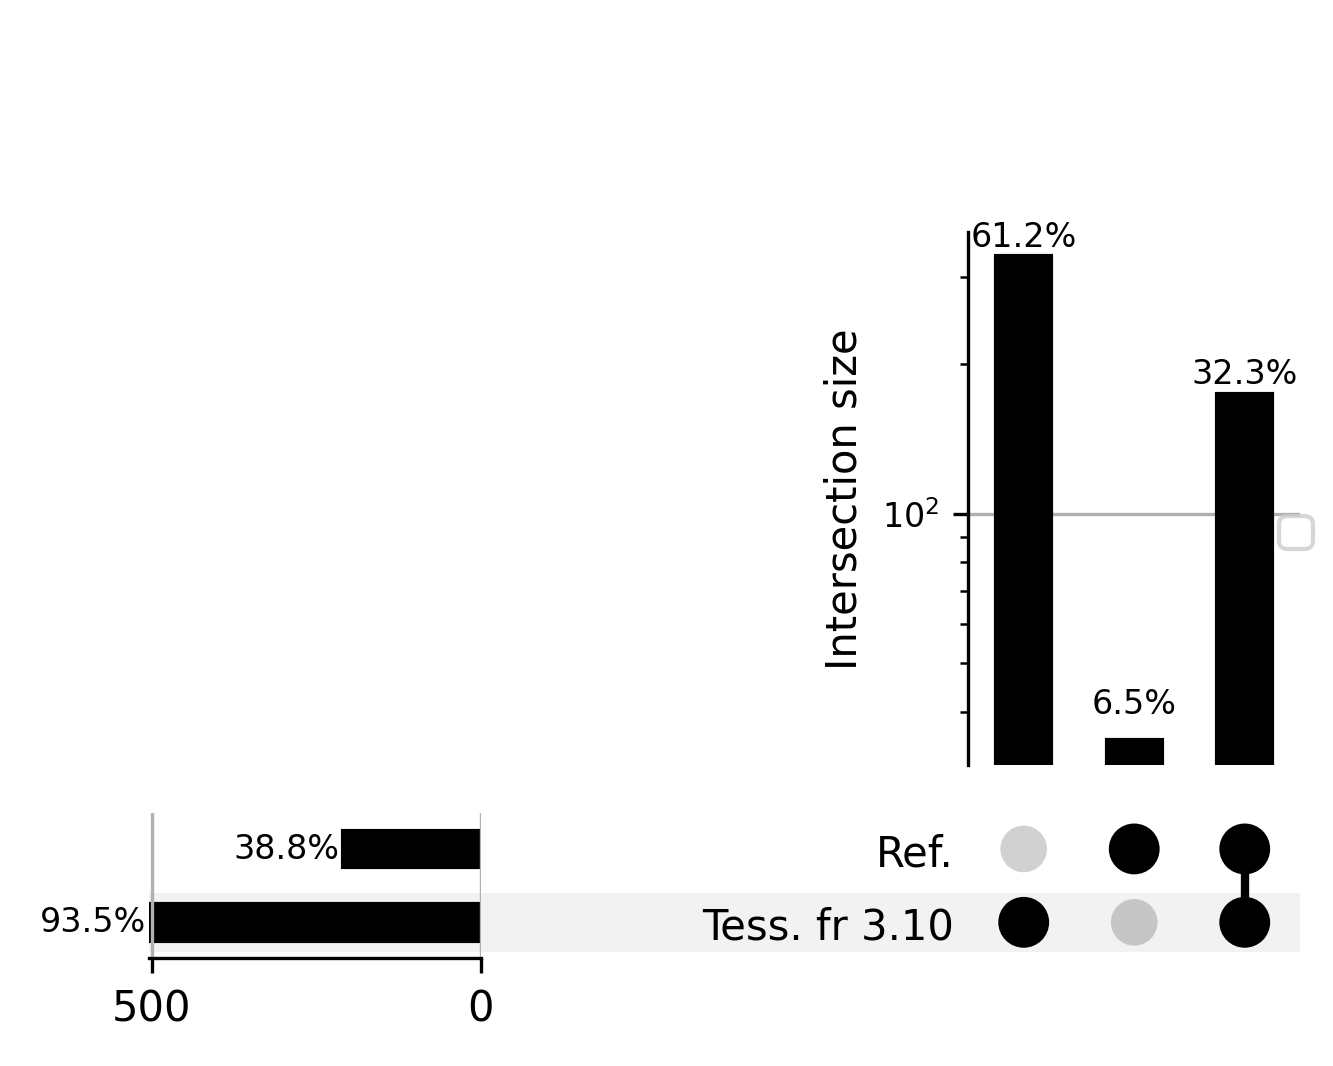 61.2%
32.3%
Intersection size
10²
6.5%
38.8%
Ref.
93.5%
Tess. fr 3.10
500
0